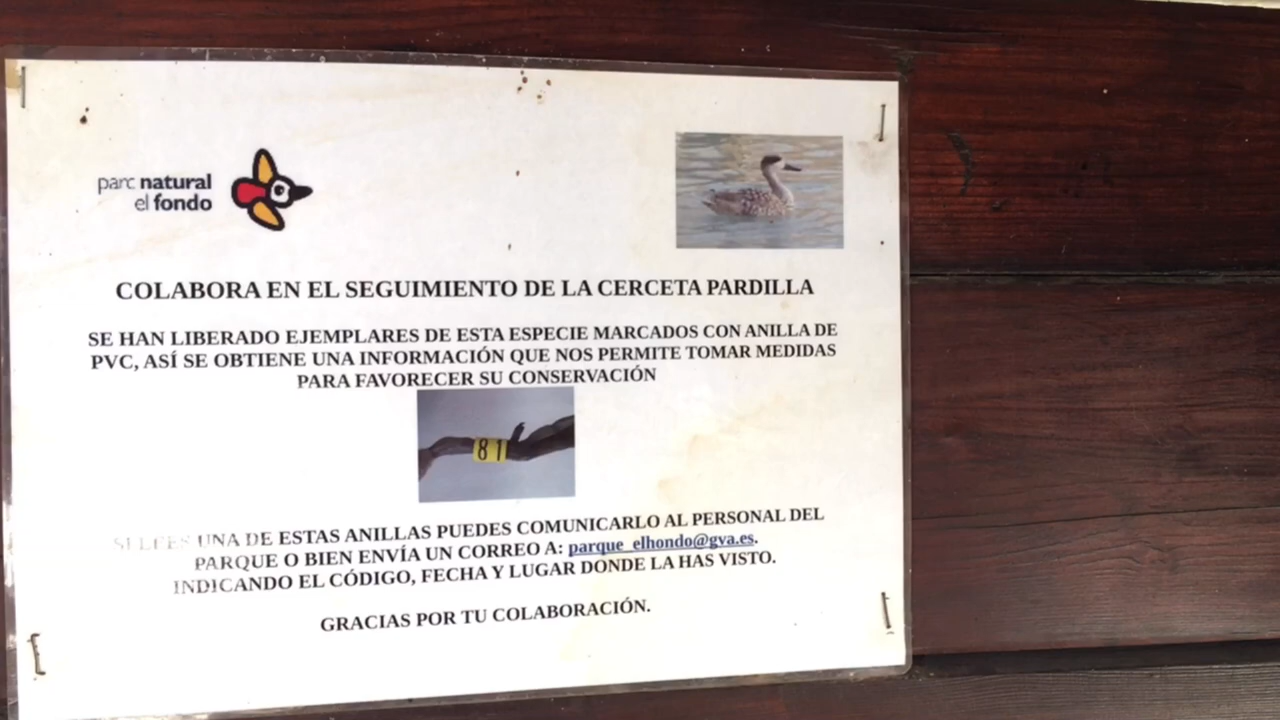 parc natural
el fondo
COLABORA EN EL SEGUIMIENTO DE LA CERCETA PARDILLA
SE HAN LIBERADO EJEMPLARES DE ESTA ESPECIE MARCADOS CON ANILLA DE
PVC, ASÍ SE OBTIENE UNA INFORMACIÓN QUE NOS PERMITE TOMAR MEDIDAS
PARA FAVORECER SU CONSERVACIÓN
81
SI LEES UNA DE ESTAS ANILLAS PUEDES COMUNICARLO AL PERSONAL DEL
PARQUE O BIEN ENVÍA UN CORREO A: parque_elhondo@gva.es.
INDICANDO EL CÓDIGO, FECHA Y LUGAR DONDE LA HAS VISTO.
GRACIAS POR TU COLABORACIÓN.